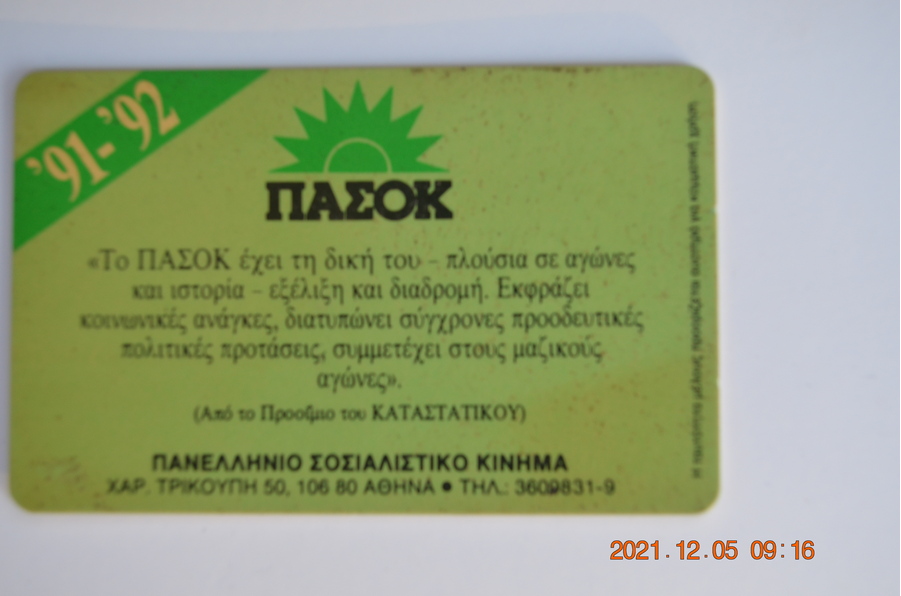 '91-'92
ΠΑΣΟΚ
«Το ΠΑΣΟΚ έχει τη δική του – πλούσια σε αγώνες
και ιστορία – εξέλιξη και διαδρομή. Εκφράζει
κοινωνικές ανάγκες, διατυπώνει σύγχρονες προοδευτικές
πολιτικές προτάσεις, συμμετέχει στους μαζικούς
αγώνες».
(Από το Προοίμιο του ΚΑΤΑΣΤΑΤΙΚΟΥ)
ΠΑΝΕΛΛΗΝΙΟ ΣΟΣΙΑΛΙΣΤΙΚΟ ΚΙΝΗΜΑ
ΧΑΡ. ΤΡΙΚΟΥΠΗ 50, 106 80 ΑΘΗΝΑ ● ΤΗΛ.: 3609831-9
2021.12.05 09:16